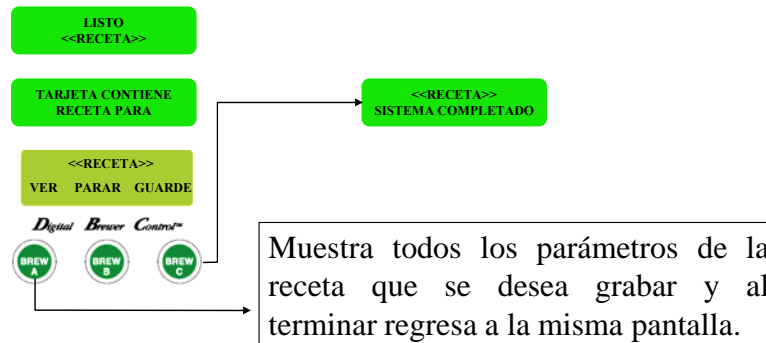 LISTO
<<RECETA>>
TARJETA CONTIENE
RECETA PARA
<<RECETA>>
SISTEMA COMPLETADO
<<RECETA>>
VER PARAR GUARDE
Digital Brewer Control™
BREW
A
BREW
B
BREW
C
Muestra todos los parámetros de la
receta que se desea grabar y al
terminar regresa a la misma pantalla.